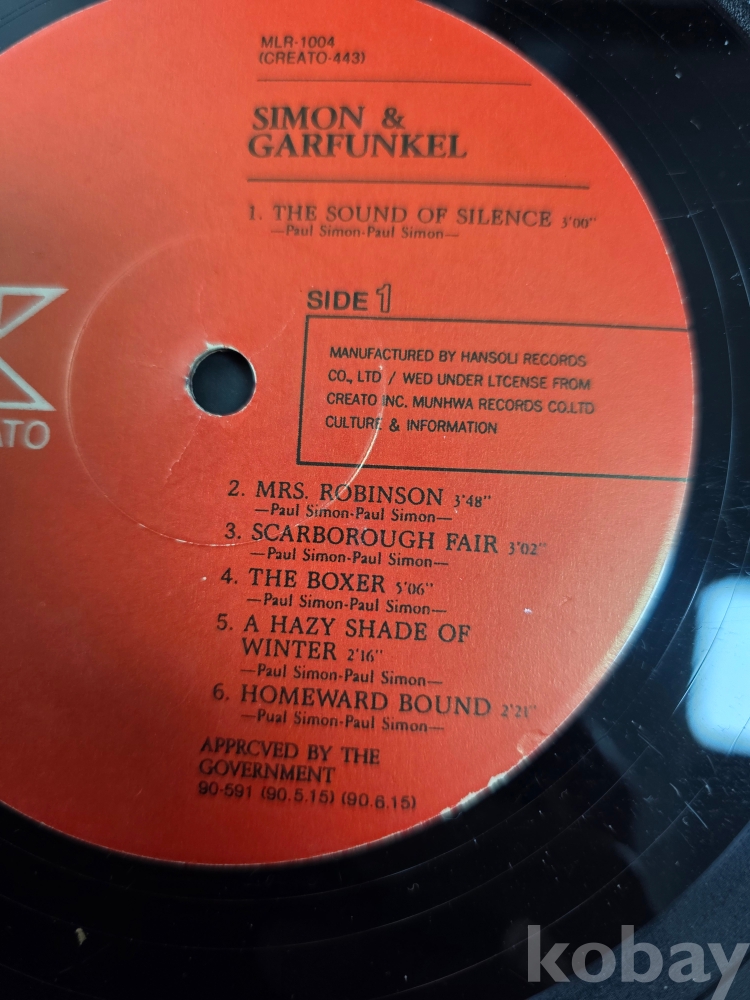 MLR-1004
(CREATO-443)
SIMON &
GARFUNKEL
1. THE SOUND OF SILENCE 3'00"
—Paul Simon-Paul Simon—
SIDE 1
MANUFACTURED BY HANSOLI RECORDS
CO., LTD / WED UNDER LTCENSE FROM
CREATO INC. MUNHWA RECORDS CO.LTD
CULTURE & INFORMATION
ATO
2. MRS. ROBINSON 3'48"
—Paul Simon-Paul Simon—
3. SCARBOROUGH FAIR 3'02"
—Paul Simon-Paul Simon—
4. THE BOXER 5'06"
—Paul Simon-Paul Simon—
5. A HAZY SHADE OF
WINTER 2'16"
—Paul Simon-Paul Simon—
6. HOMEWARD BOUND 2'21"
—Pual Simon-Paul Simon—
APPRCVED BY THE
GOVERNMENT
90-591 (90.5.15) (90.6.15)
kobay